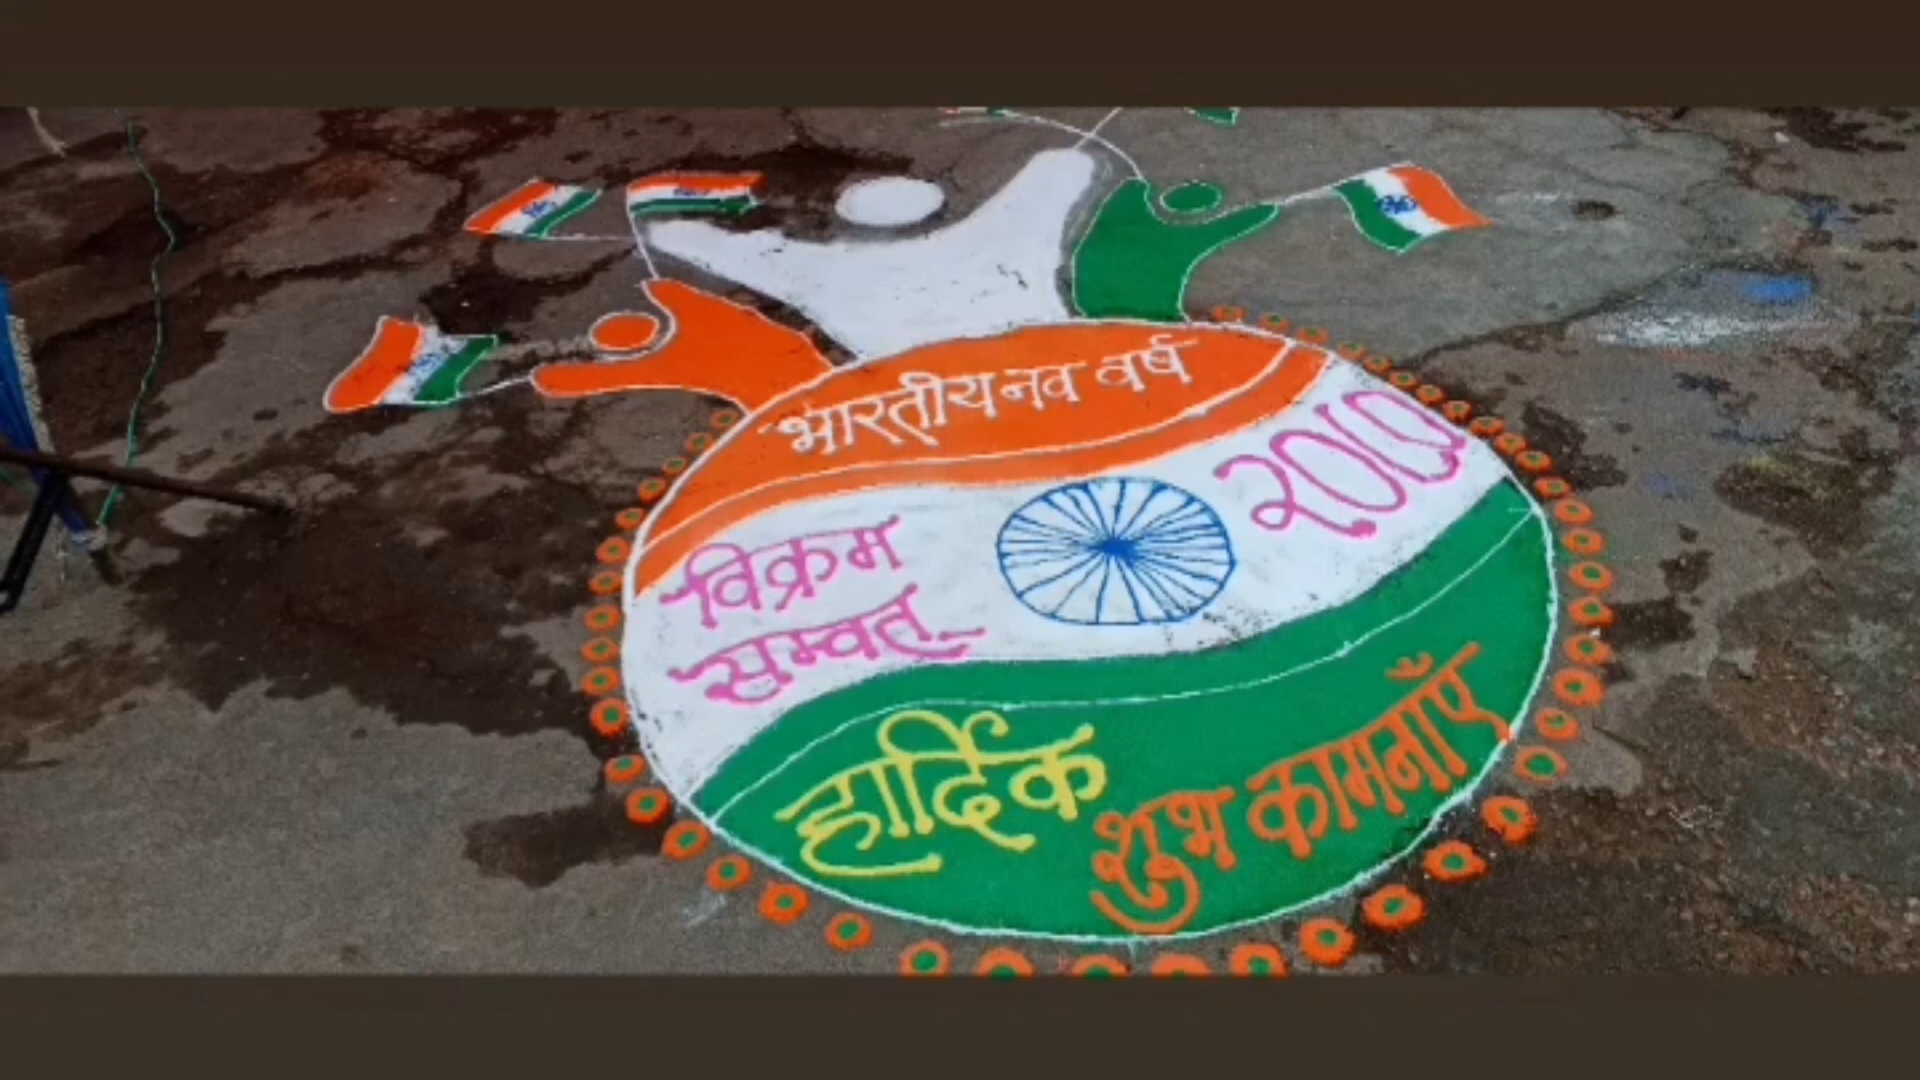 भारतीय नव वर्ष
विक्रम
सम्वत्
हार्दिक
शुभ कामनाएँ